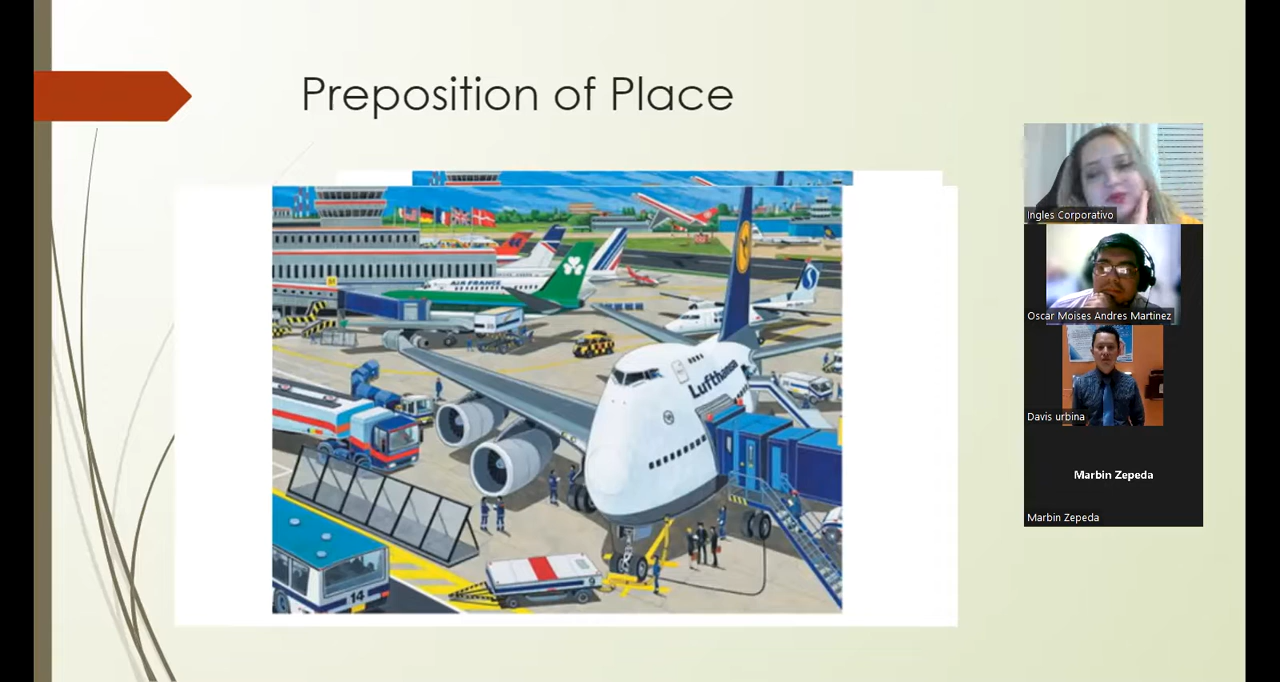 Preposition of Place
AIR FRANCE
Lufthansa
14
9
Ingles Corporativo
Oscar Moises Andres Martinez
Davis urbina
Marbin Zepeda
Marbin Zepeda